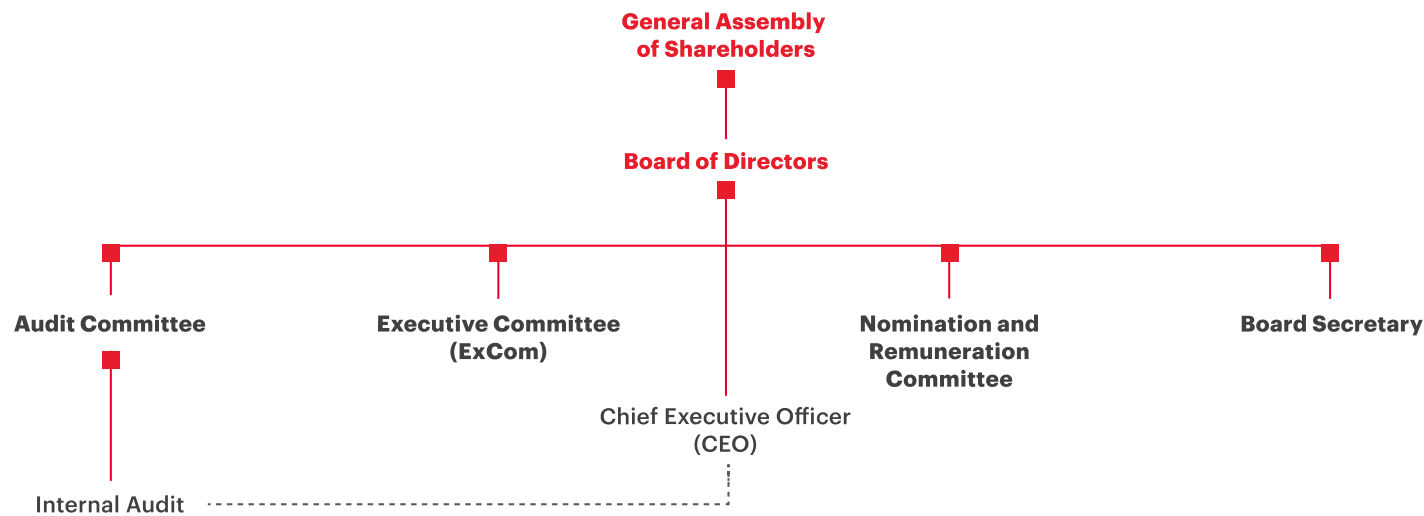 General Assembly
of Shareholders
Board of Directors
Audit Committee
Executive Committee
(ExCom)
Nomination and
Remuneration
Committee
Board Secretary
Chief Executive Officer
(CEO)
Internal Audit